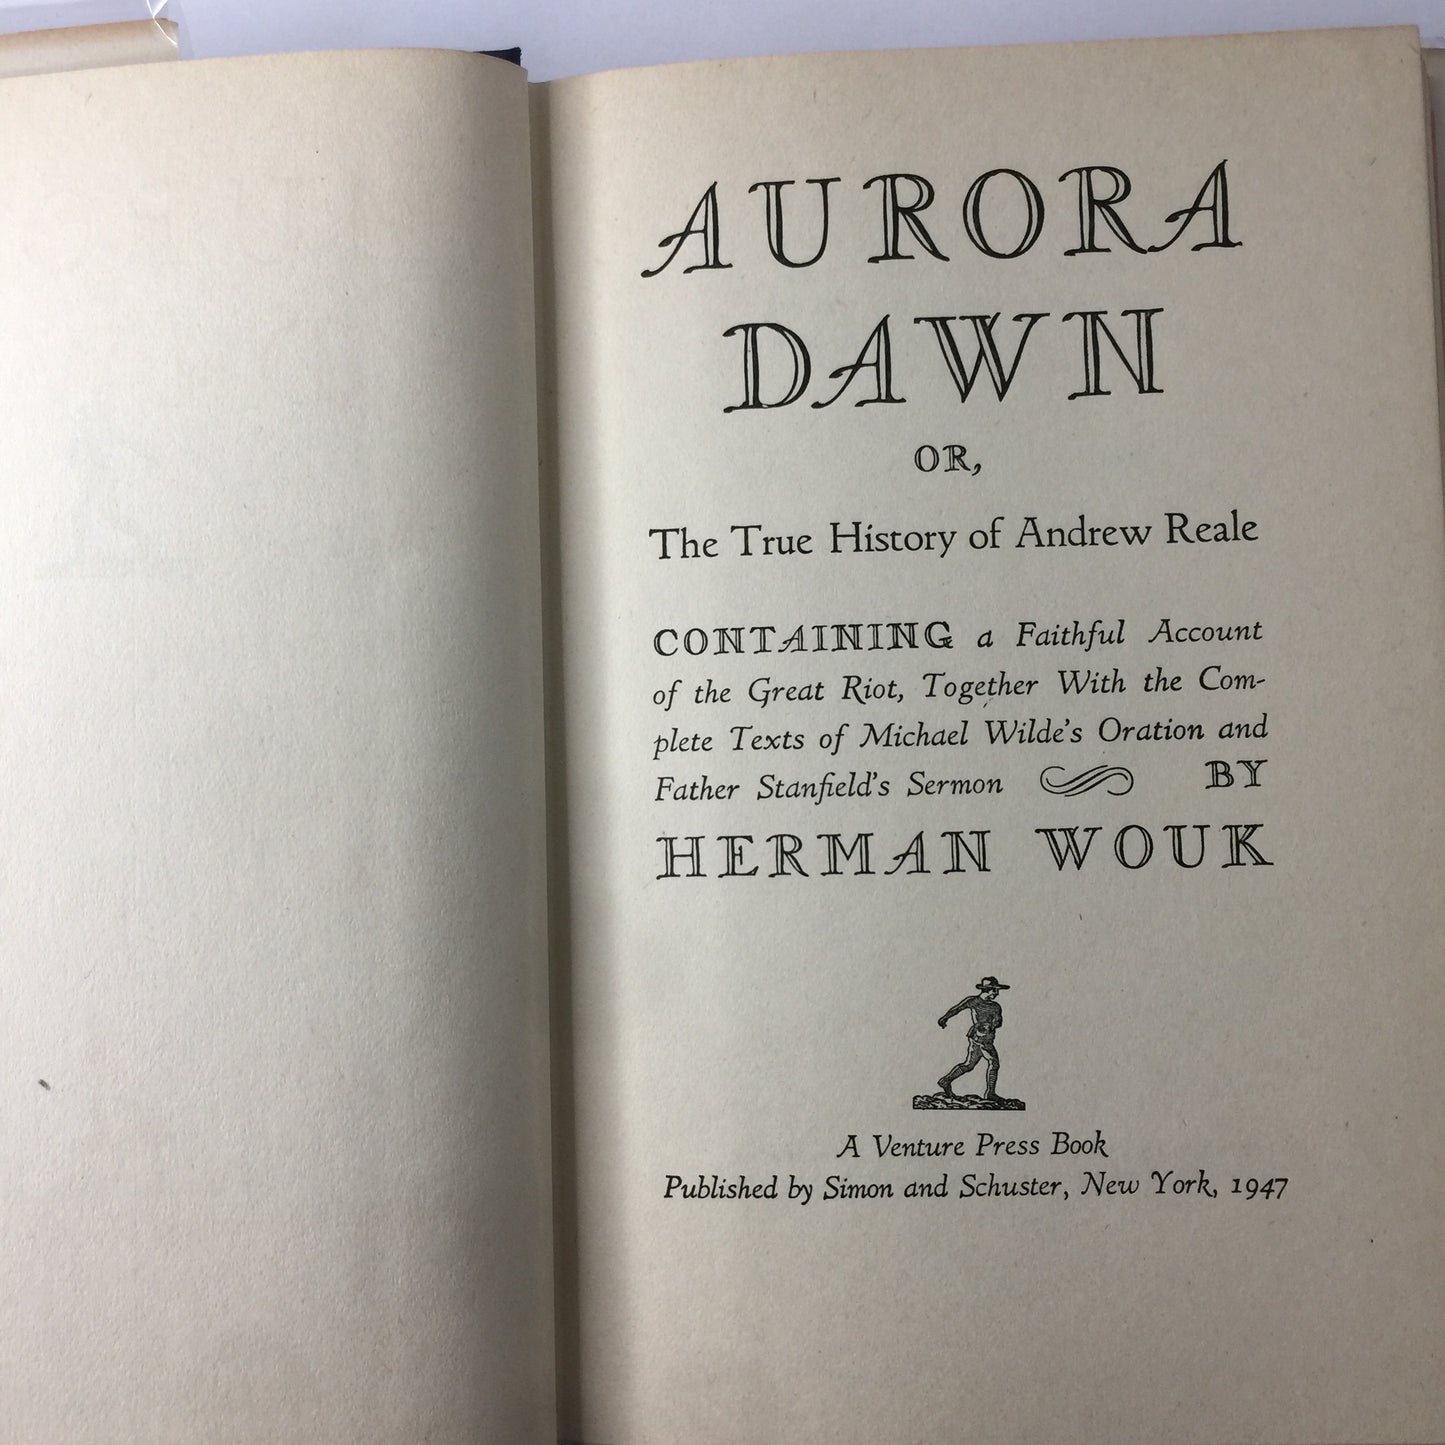 AURORA
DAWN
OR,
The True History of Andrew Reale
CONTAINING a Faithful Account
of the Great Riot, Together With the Com-
plete Texts of Michael Wilde's Oration and
Father Stanfield's Sermon BY
HERMAN WOUK
A Venture Press Book
Published by Simon and Schuster, New York, 1947